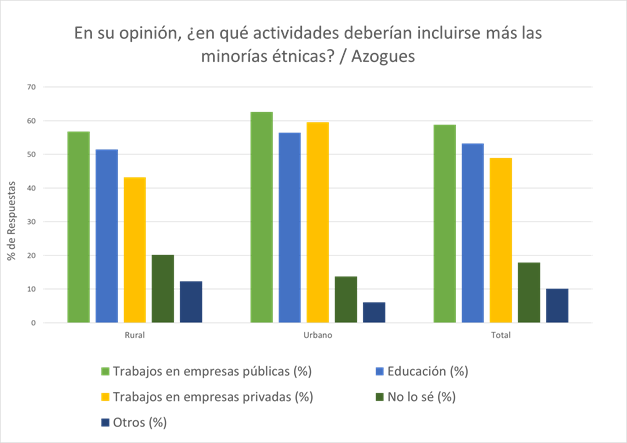 En su opinión, ¿en qué actividades deberían incluirse más las
minorías étnicas? / Azogues
70
60
50
40
30
20
10
0
% de Respuestas
Rural
Urbano
Total
Trabajos en empresas públicas (%)
Educación (%)
Trabajos en empresas privadas (%)
No lo sé (%)
Otros (%)